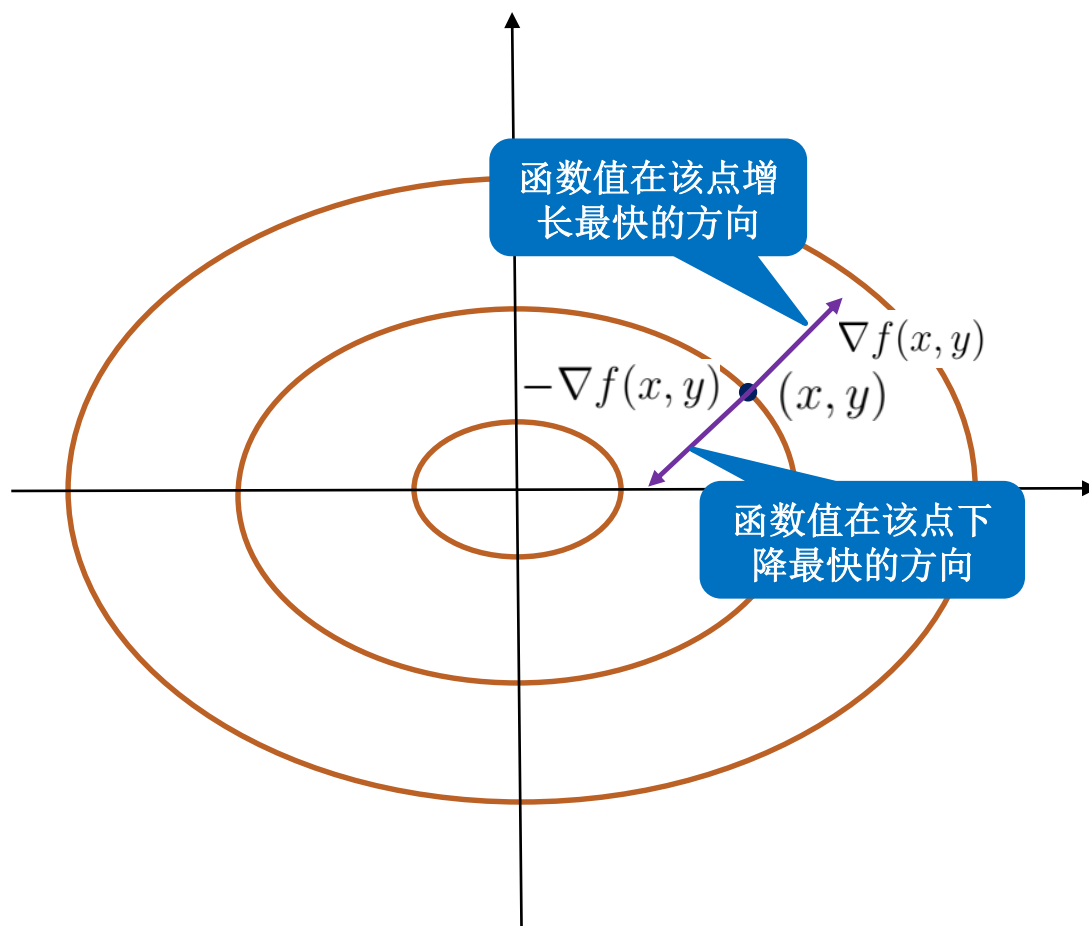 函数值在该点增
长最快的方向
∇f(x, y)
−∇f(x, y)
(x, y)
函数值在该点下
降最快的方向